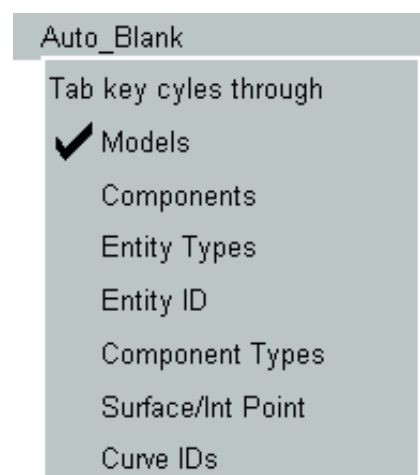 Auto_Blank
Tab key cyles through
Models
Components
Entity Types
Entity ID
Component Types
Surface/Int Point
Curve IDs